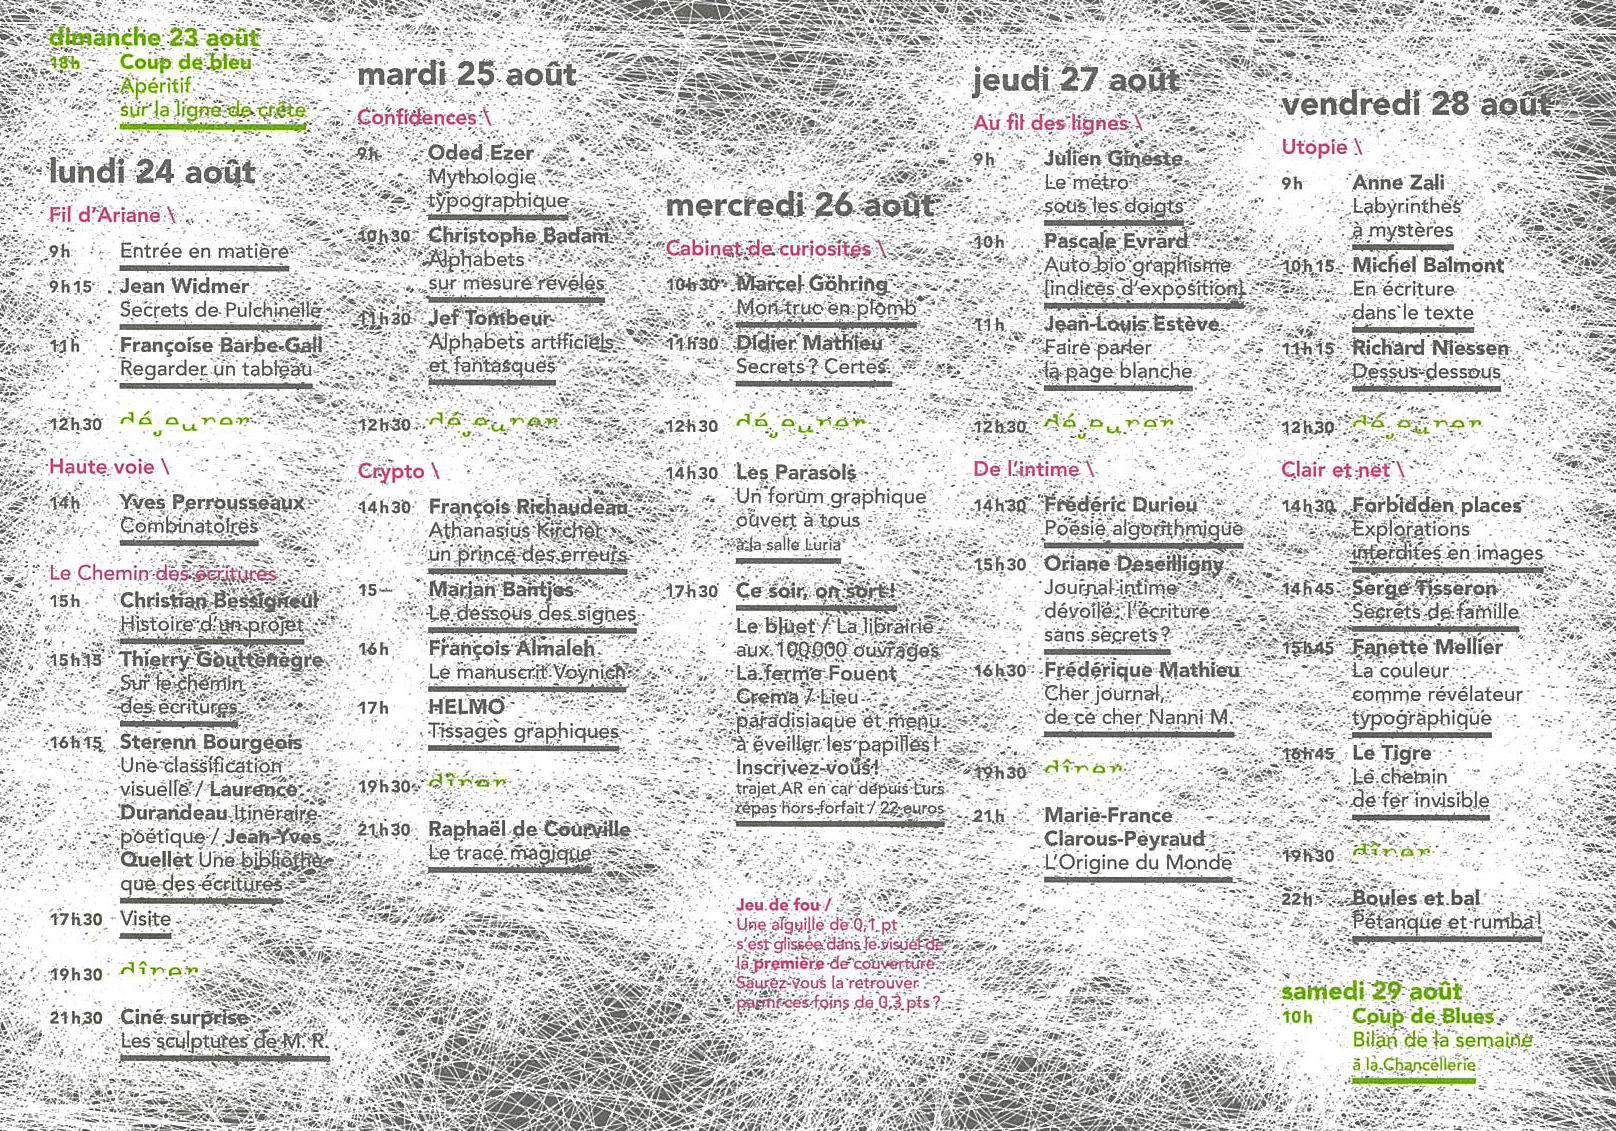 dimanche 23 août
18h Coup de bleu
Apéritif
sur la ligne de crête
lundi 24 août
Fil d'Ariane \
9h Entrée en matière
9h15 Jean Widmer
Secrets de Pulchinelle
11h Françoise Barbe-Gall
Regarder un tableau
12h30 déjeuner
Haute voie \
14h Yves Perrousseaux
Combinatoires
Le Chemin des écritures
15h Christian Bessigneul
Histoire d'un projet
15h15 Thierry Gouttenègre
Sur le chemin
des écritures
16h15 Sterenn Bourgeois
Une classification
visuelle / Laurence
Durandeau Itinéraire
poétique / Jean-Yves
Quellet Une bibliothè-
que des écritures
17h30 Visite
19h30 dîner
21h30 Ciné surprise
Les sculptures de M. R.
mardi 25 août
Confidences \
9h Oded Ezer
Mythologie
typographique
10h30 Christophe Badani
Alphabets
sur mesure révélés
11h30 Jef Tombeur
Alphabets artificiels
et fantasques
12h30 déjeuner
Crypto \
14h30 François Richaudeau
Athanasius Kircher
un prince des erreurs
15 Marian Bantjes
Le dessous des signes
16h François Almaleh
Le manuscrit Voynich
17h HELMO
Tissages graphiques
19h30 dîner
21h30 Raphaël de Courville
Le tracé magique
mercredi 26 août
Cabinet de curiosités \
10h30 Marcel Göhring
Mon truc en plomb
11h30 Didier Mathieu
Secrets ? Certes.
12h30 déjeuner
14h30 Les Parasols
Un forum graphique
ouvert à tous
à la salle Luria
17h30 Ce soir, on sort !
Le bluet / La librairie
aux 100 000 ouvrages
La ferme Fouent
Crema / Lieu
paradisiaque et menu
à éveiller les papilles !
Inscrivez-vous !
trajet AR en car depuis Lurs
repas hors-forfait / 22 euros
Jeu de fou /
Une aiguille de 0,1 pt
s'est glissée dans le visuel de
la première de couverture.
Saurez-vous la retrouver
parmi ces foins de 0,3 pts ?
jeudi 27 août
Au fil des lignes \
9h Julien Gineste
Le métro
sous les doigts
10h Pascale Evrard
Auto bio graphisme
[indices d'exposition]
11h Jean-Louis Estève
Faire parler
la page blanche
12h30 déjeuner
De l'intime \
14h30 Frédéric Durieu
Poésie algorithmique
15h30 Oriane Deseilligny
Journal intime
dévoilé : l'écriture
sans secrets ?
16h30 Frédérique Mathieu
Cher journal,
de ce cher Nanni M.
19h30 dîner
21h Marie-France
Clarous-Peyraud
L'Origine du Monde
vendredi 28 août
Utopie \
9h Anne Zali
Labyrinthes
à mystères
10h15 Michel Balmont
En écriture
dans le texte
11h15 Richard Niessen
Dessus-dessous
12h30 déjeuner
Clair et net \
14h30 Forbidden places
Explorations
interdites en images
14h45 Serge Tisseron
Secrets de famille
15h45 Fanette Mellier
La couleur
comme révélateur
typographique
16h45 Le Tigre
Le chemin
de fer invisible
19h30 dîner
22h Boules et bal
Pétanque et rumba !
samedi 29 août
10h Coup de Blues
Bilan de la semaine
à la Chancellerie